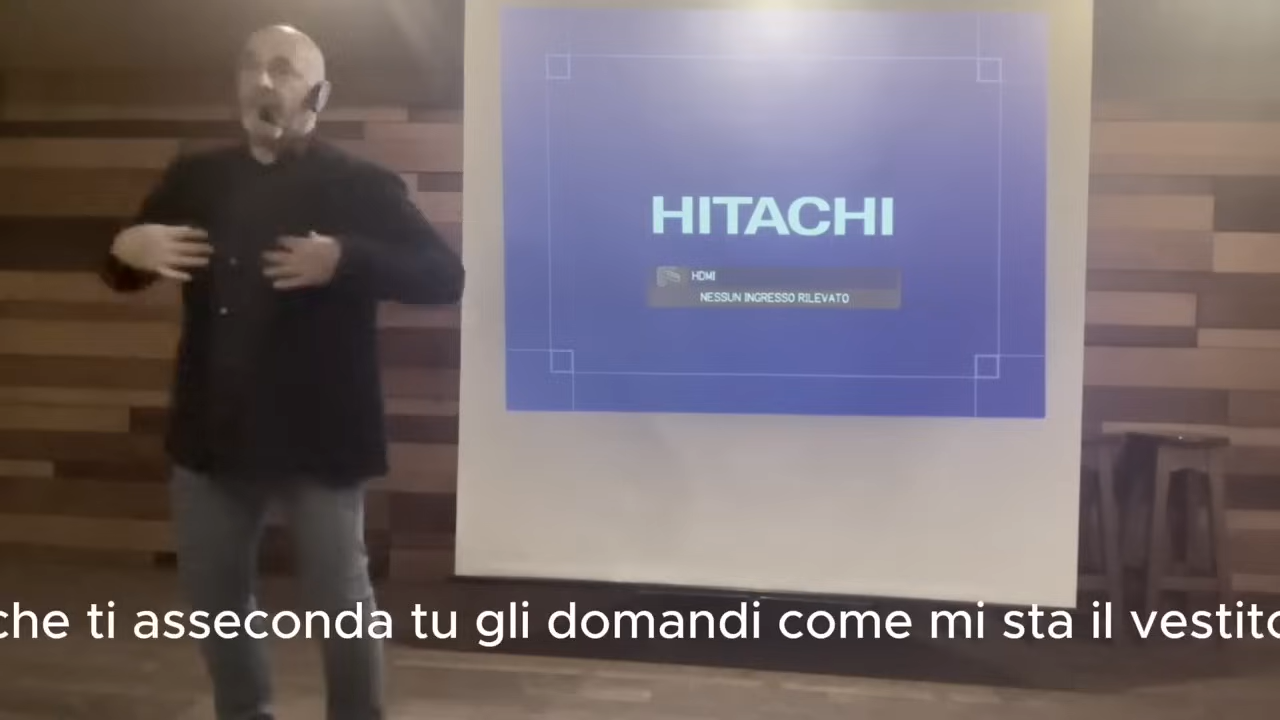 HITACHI
HDMI
NESSUN INGRESSO RILEVATO
che ti asseconda tu gli domandi come mi sta il vestito